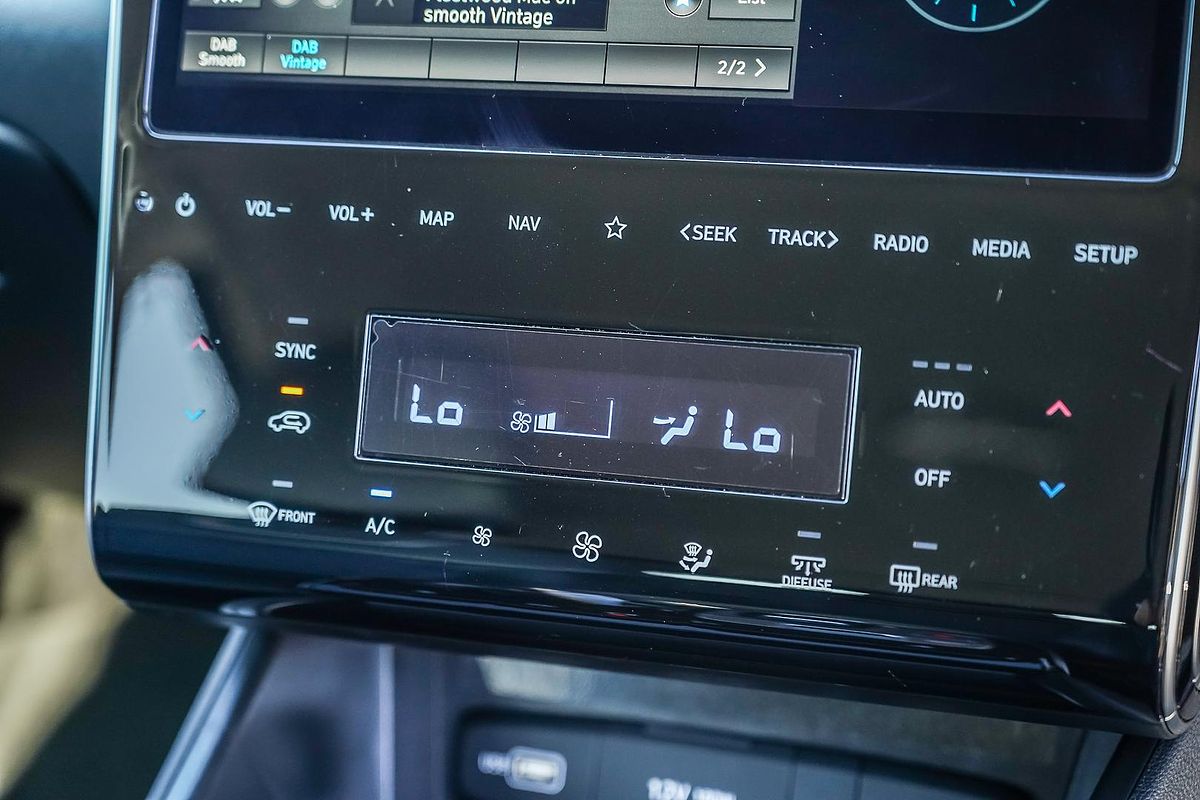 smooth Vintage
List
DAB Smooth
DAB Vintage
2/2 >
VOL−
VOL+
MAP
NAV
<SEEK
TRACK>
RADIO
MEDIA
SETUP
SYNC
AUTO
Lo
Lo
OFF
FRONT
A/C
DIFFUSE
REAR